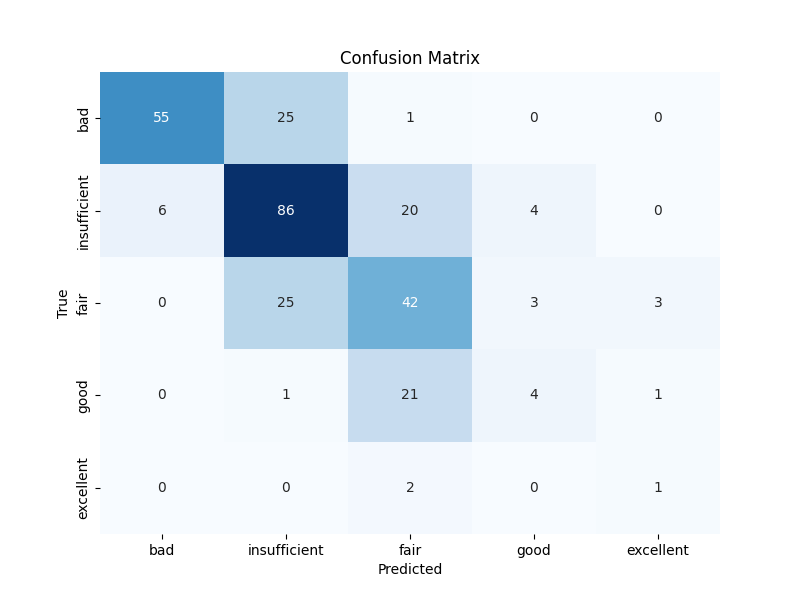 Confusion Matrix
True
bad 55 25 1 0 0
insufficient 6 86 20 4 0
fair 0 25 42 3 3
good 0 1 21 4 1
excellent 0 0 2 0 1
bad insufficient fair good excellent
Predicted